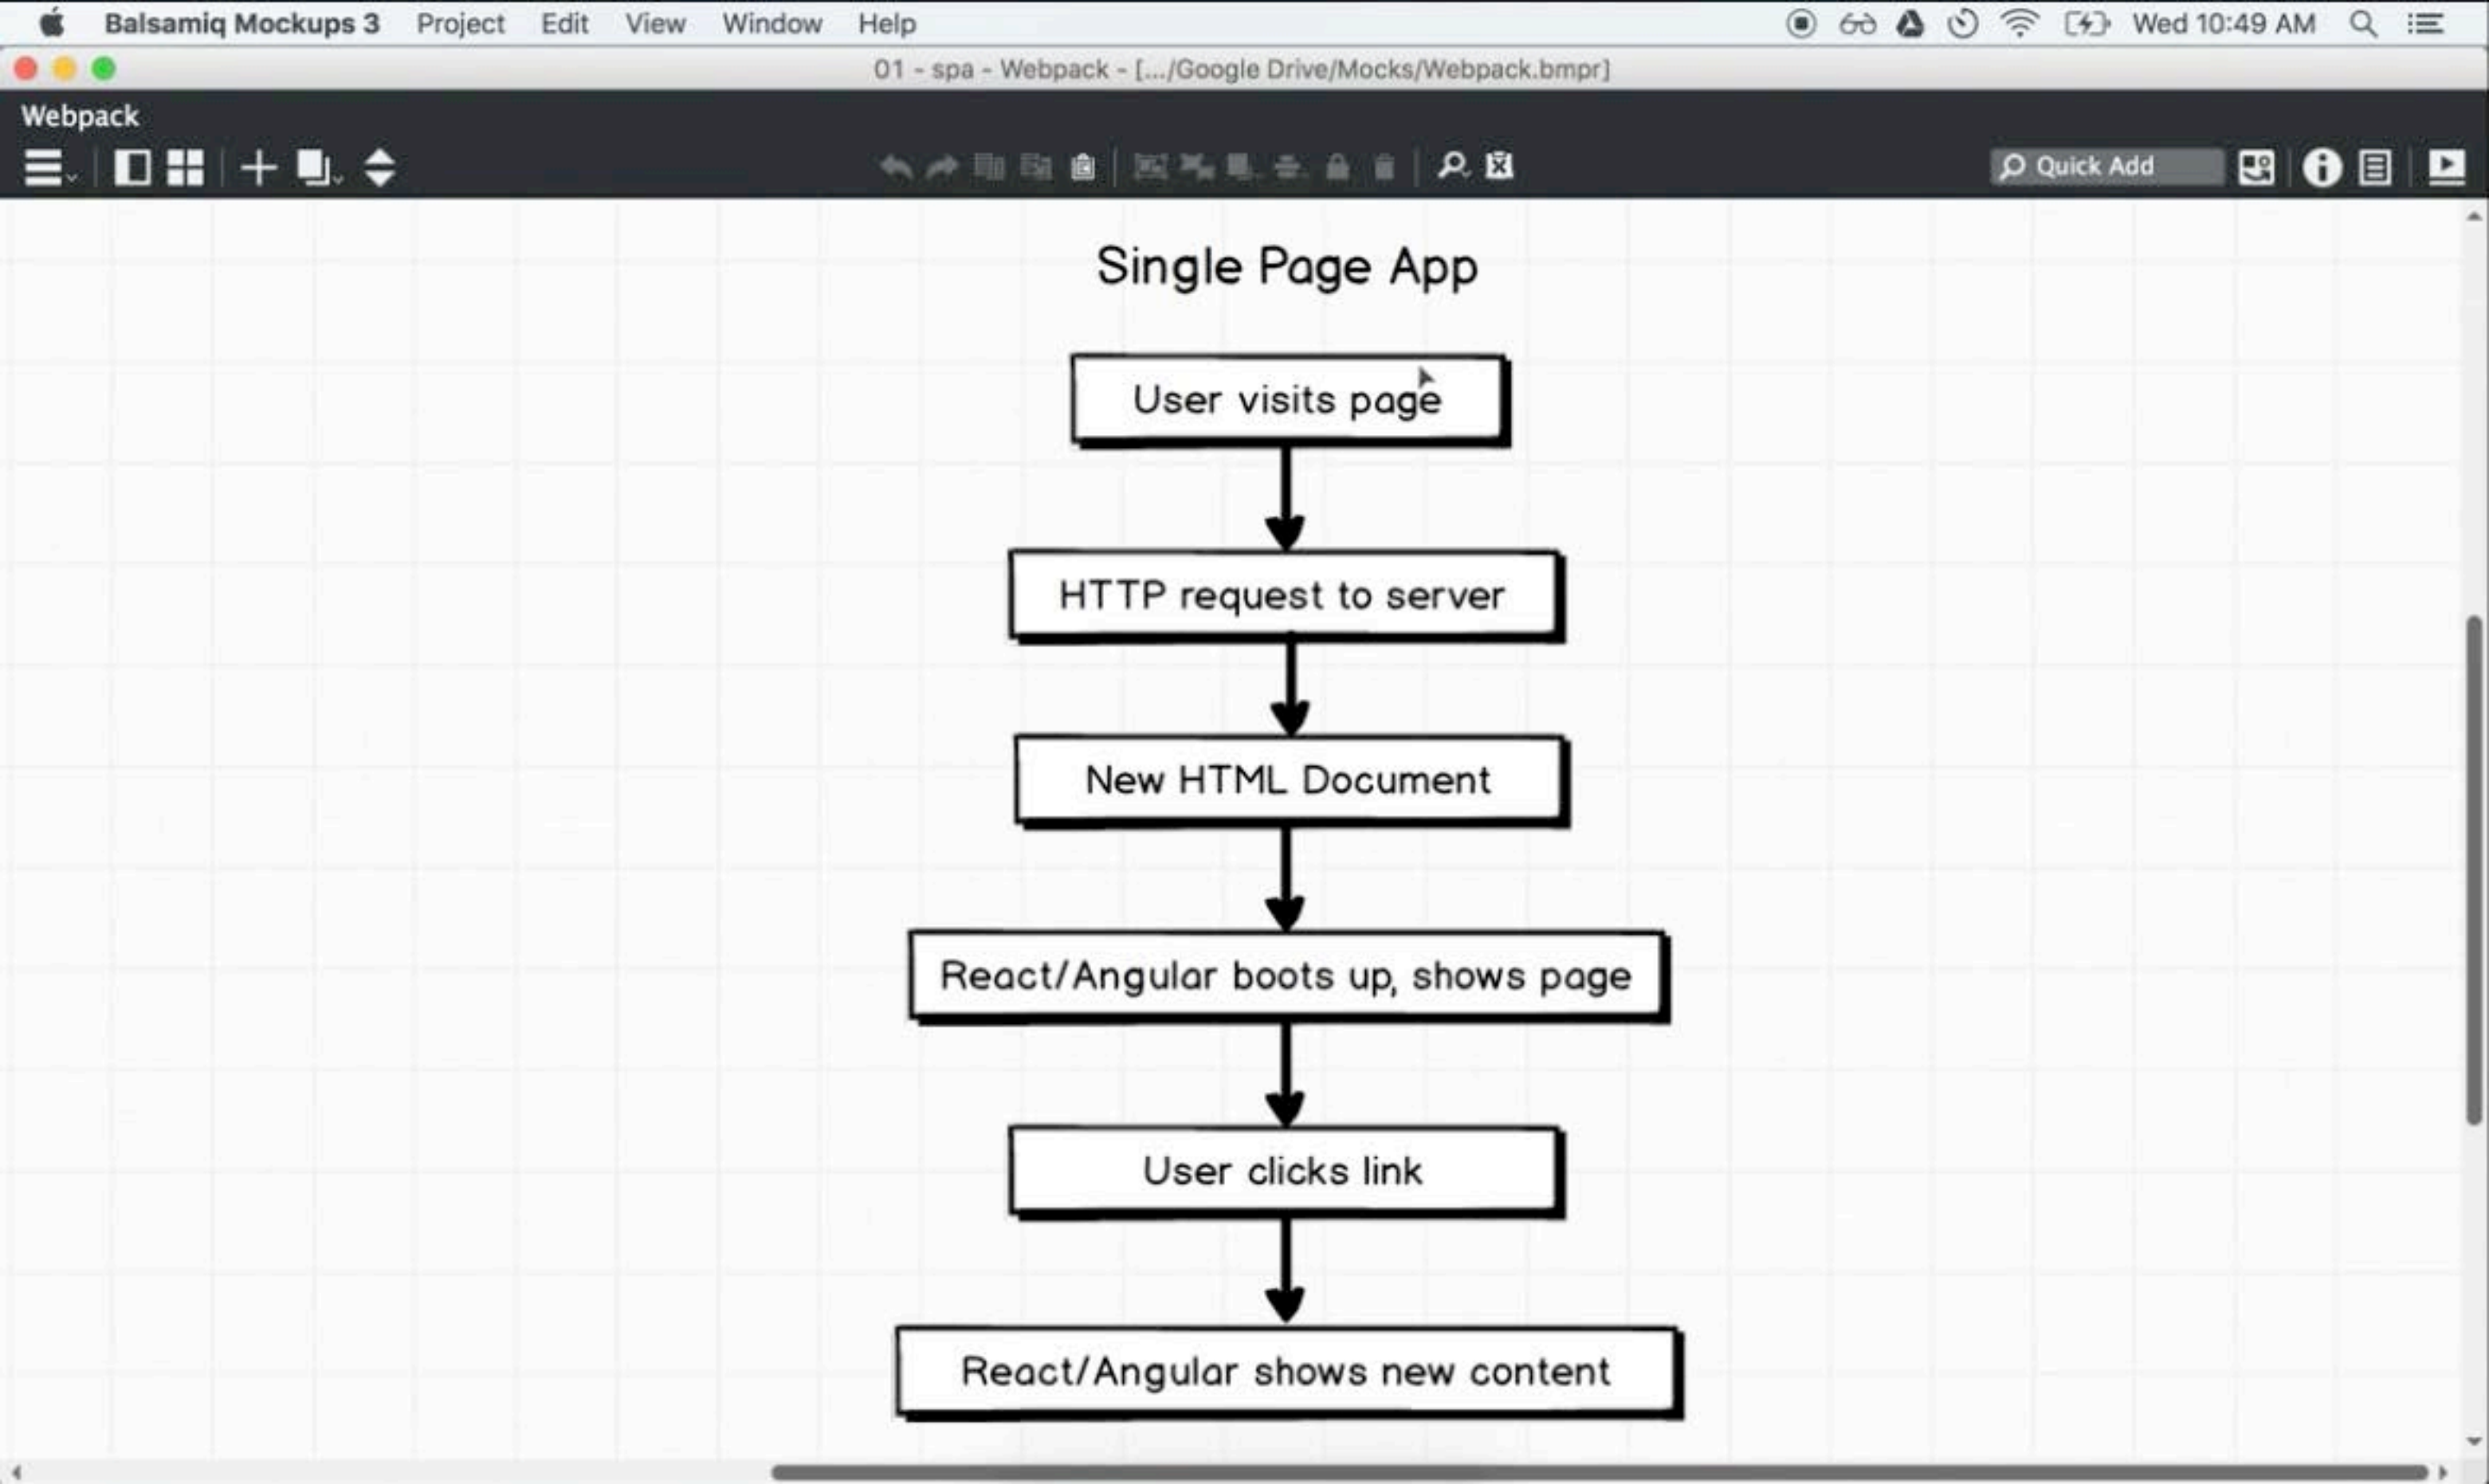 Balsamiq Mockups 3 Project Edit View Window Help Wed 10:49 AM
01 - spa - Webpack - [.../Google Drive/Mocks/Webpack.bmpr]
Webpack
Quick Add
Single Page App
User visits page
HTTP request to server
New HTML Document
React/Angular boots up, shows page
User clicks link
React/Angular shows new content